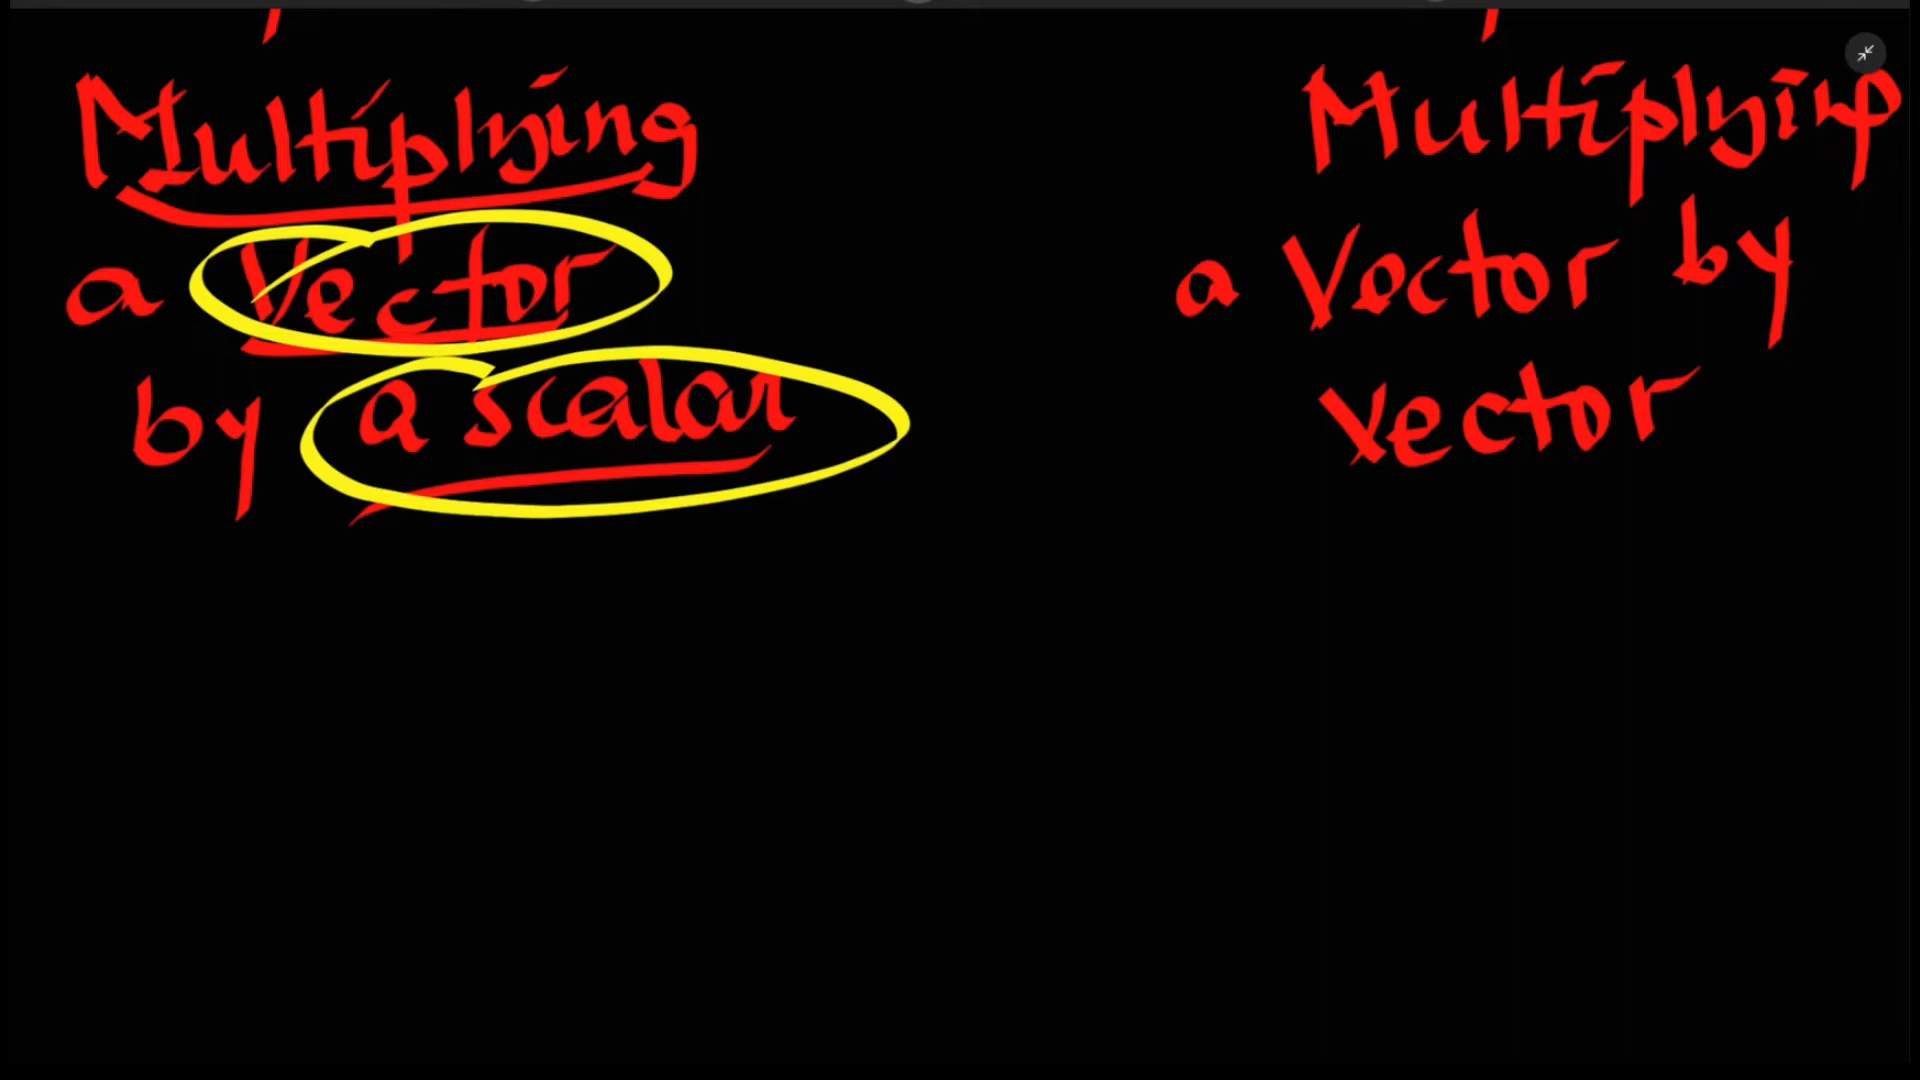 Multiplying
a Vector
by a scalar
Multiplying
a Vector by
Vector